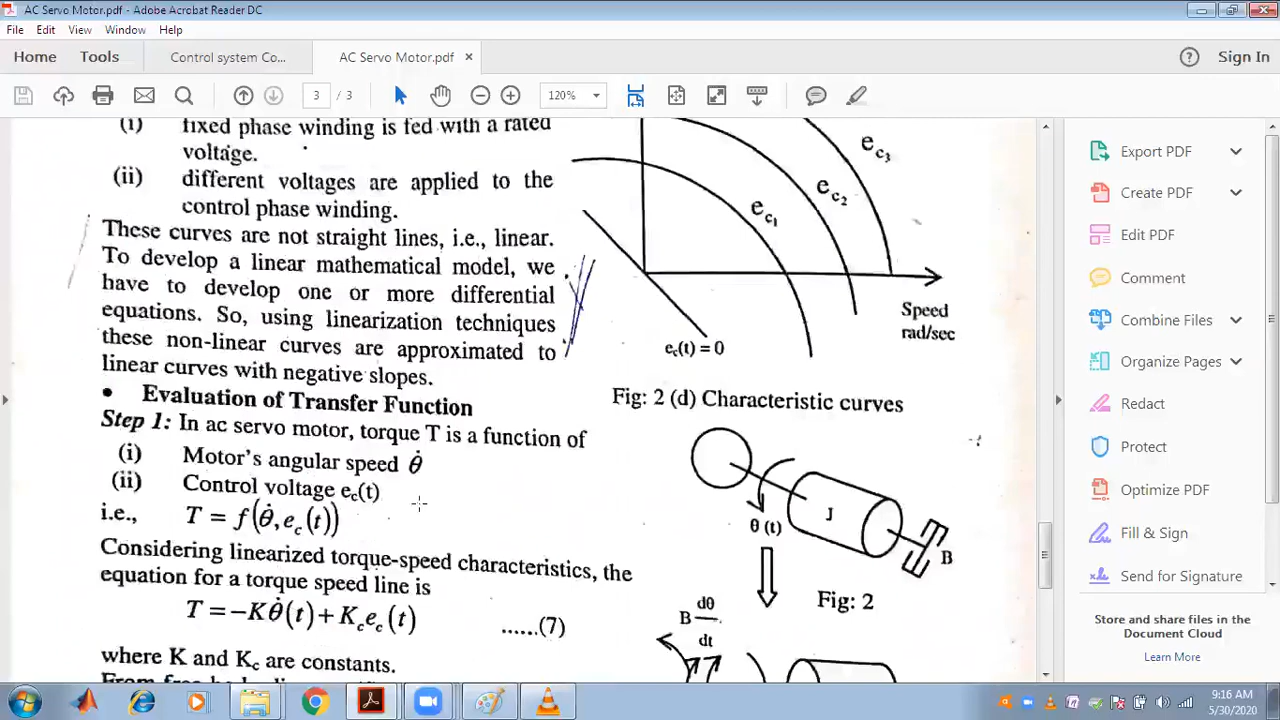 AC Servo Motor.pdf - Adobe Acrobat Reader DC
File Edit View Window Help
Home Tools Control system Co... AC Servo Motor.pdf × Sign In
3 / 3 120%
(i) fixed phase winding is fed with a rated
voltage.
(ii) different voltages are applied to the
control phase winding.
These curves are not straight lines, i.e., linear.
To develop a linear mathematical model, we
have to develop one or more differential
equations. So, using linearization techniques
these non-linear curves are approximated to
linear curves with negative slopes.
• Evaluation of Transfer Function
Step 1: In ac servo motor, torque T is a function of
(i) Motor's angular speed θ̇
(ii) Control voltage e_c(t)
i.e., T = f(θ̇, e_c(t))
Considering linearized torque-speed characteristics, the
equation for a torque speed line is
T = −Kθ̇(t) + K_c e_c(t) ......(7)
where K and K_c are constants.
e_c3
e_c2
e_c1
Speed
rad/sec
e_c(t) = 0
Fig: 2 (d) Characteristic curves
J
θ (t)
B
Fig: 2
B dθ/dt
Export PDF
Create PDF
Edit PDF
Comment
Combine Files
Organize Pages
Redact
Protect
Optimize PDF
Fill & Sign
Send for Signature
Store and share files in the
Document Cloud
Learn More
9:16 AM
5/30/2020